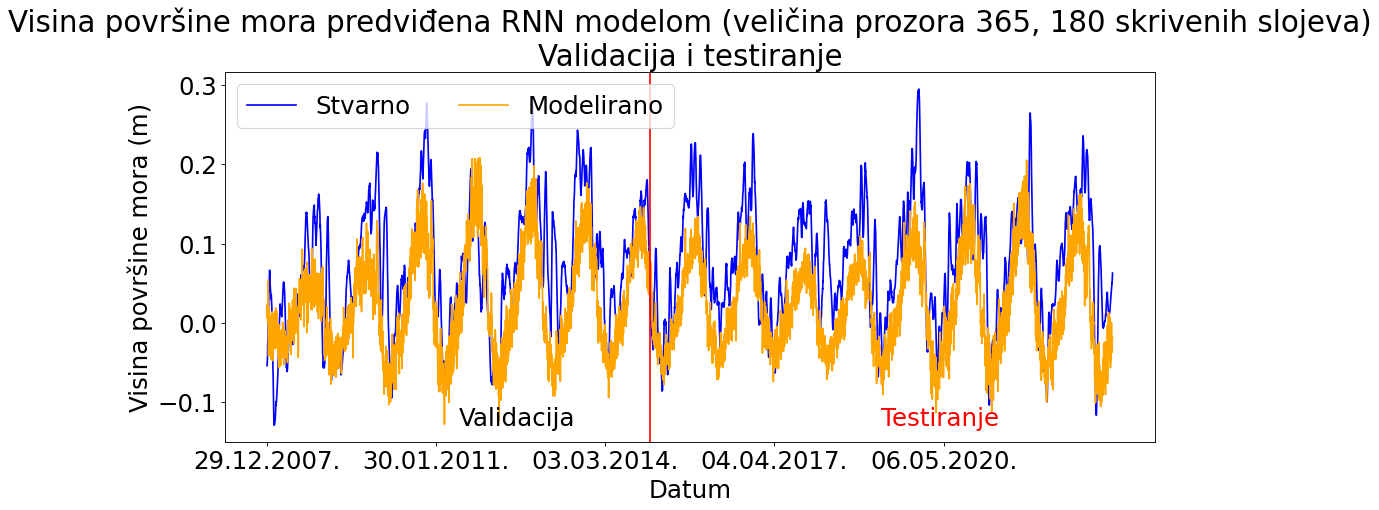 Visina površine mora predviđena RNN modelom (veličina prozora 365, 180 skrivenih slojeva)
Validacija i testiranje
Stvarno Modelirano
Visina površine mora (m)
0.3
0.2
0.1
0.0
−0.1
Validacija Testiranje
29.12.2007. 30.01.2011. 03.03.2014. 04.04.2017. 06.05.2020.
Datum